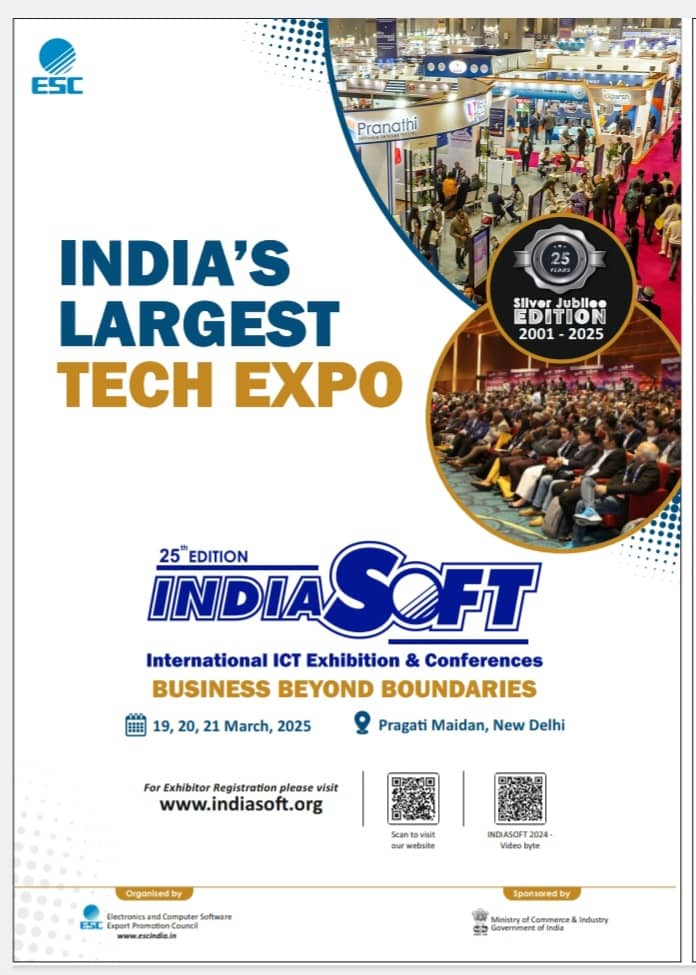 ESC
Pranathi
25
YEARS
Silver Jubilee
EDITION
2001 - 2025
INDIA'S
LARGEST
TECH EXPO
25th EDITION
INDIASOFT
International ICT Exhibition & Conferences
BUSINESS BEYOND BOUNDARIES
19, 20, 21 March, 2025
Pragati Maidan, New Delhi
For Exhibitor Registration please visit
www.indiasoft.org
Scan to visit
our website
INDIASOFT 2024 -
Video byte
Organised by
ESC
Electronics and Computer Software
Export Promotion Council
www.escindia.in
Sponsored by
Ministry of Commerce & Industry
Government of India